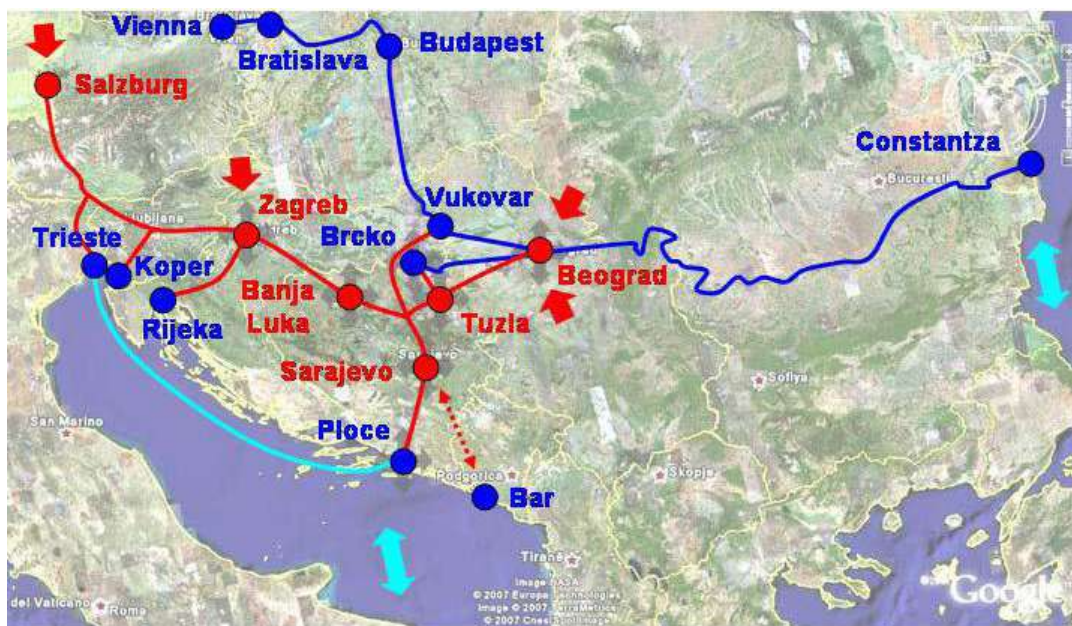 Vienna
Bratislava
Budapest
Salzburg
Constantza
Bucuresti
Vukovar
Zagreb
Trieste
Brcko
Koper
Beograd
Banja
Luka
Rijeka
Tuzla
Sarajevo
Sofiya
Ploce
San Marino
Podgorica
Skopje
Bar
Tiranë
Image NASA
© 2007 Europa Technologies
Image © 2007 TerraMetrics
© 2007 Cnes/Spot Image
Google
del Vaticano
Roma